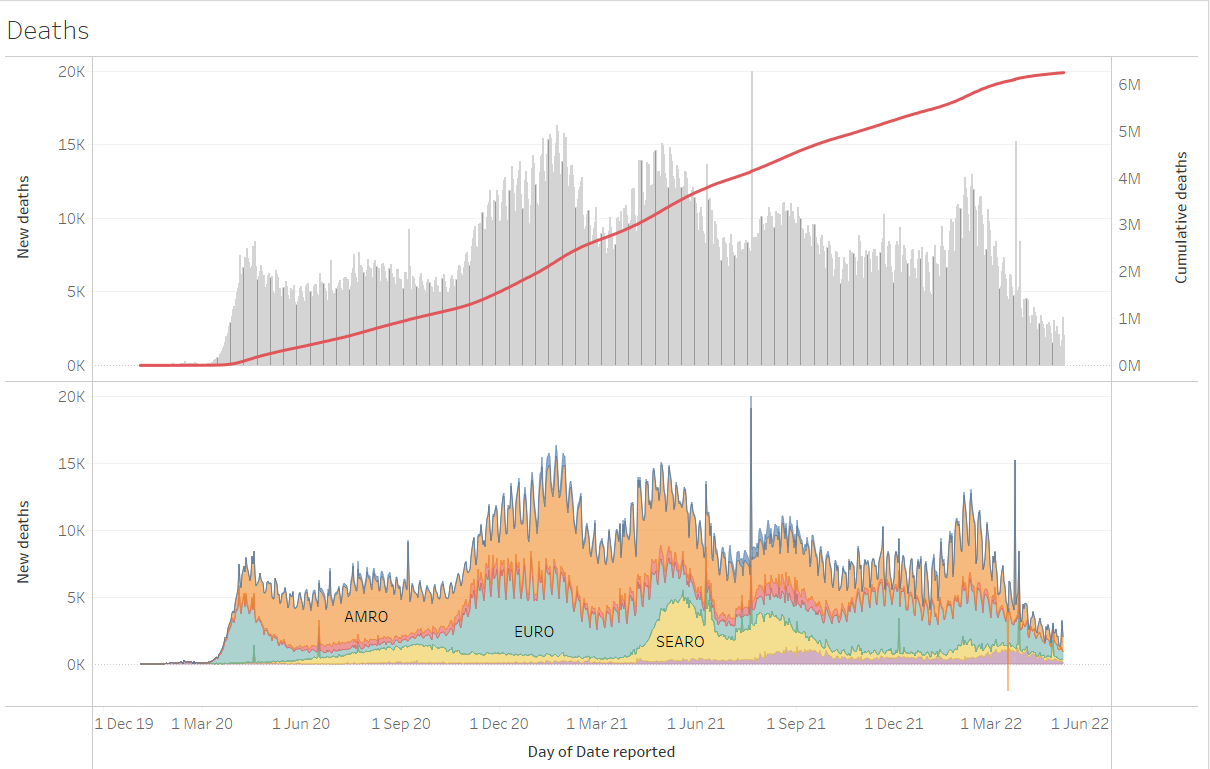 Deaths
20K
15K
10K
5K
0K
New deaths
6M
5M
4M
3M
2M
1M
0M
Cumulative deaths
20K
15K
10K
5K
0K
New deaths
AMRO
EURO
SEARO
1 Dec 19 1 Mar 20 1 Jun 20 1 Sep 20 1 Dec 20 1 Mar 21 1 Jun 21 1 Sep 21 1 Dec 21 1 Mar 22 1 Jun 22
Day of Date reported